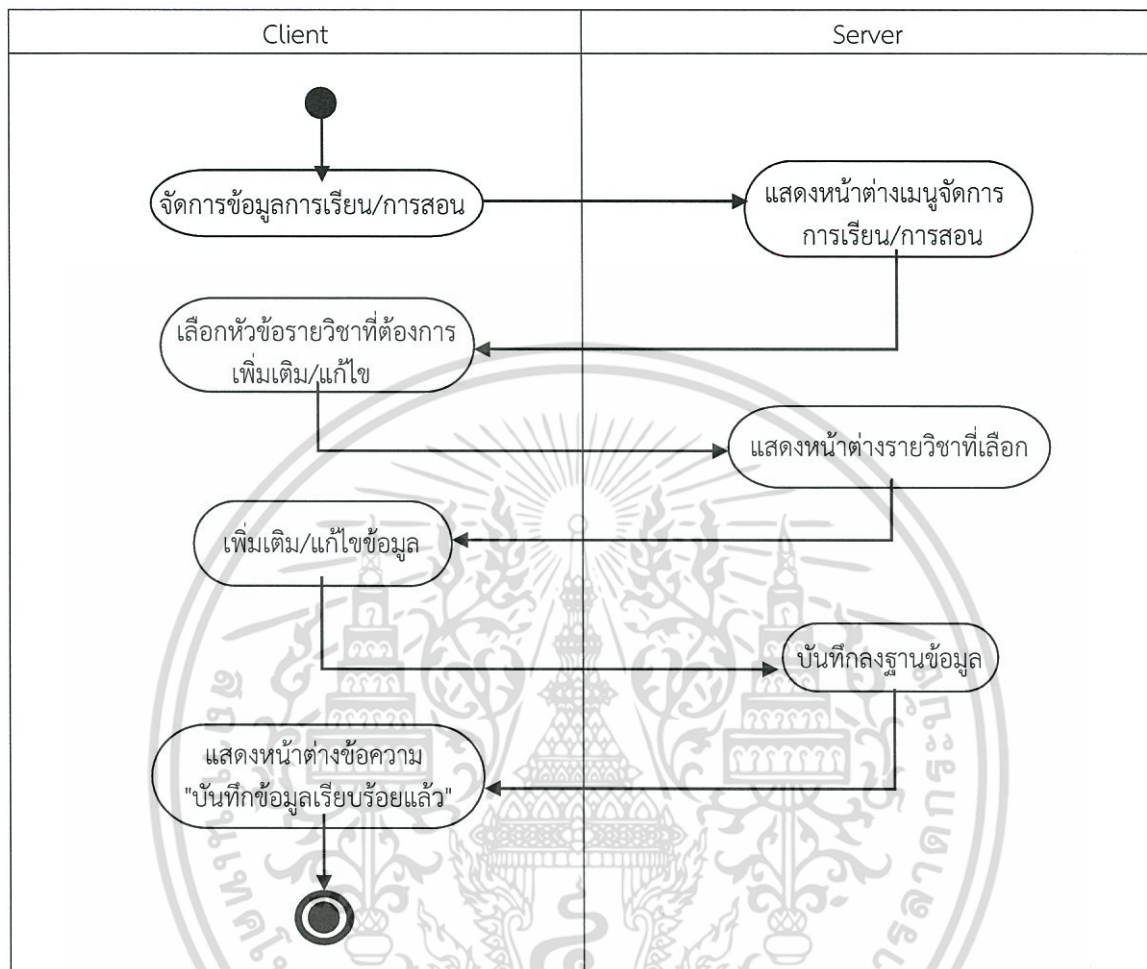 Client
Server
จัดการข้อมูลการเรียน/การสอน
แสดงหน้าต่างเมนูจัดการ
การเรียน/การสอน
เลือกหัวข้อรายวิชาที่ต้องการ
เพิ่มเติม/แก้ไข
แสดงหน้าต่างรายวิชาที่เลือก
เพิ่มเติม/แก้ไขข้อมูล
บันทึกลงฐานข้อมูล
แสดงหน้าต่างข้อความ
"บันทึกข้อมูลเรียบร้อยแล้ว"